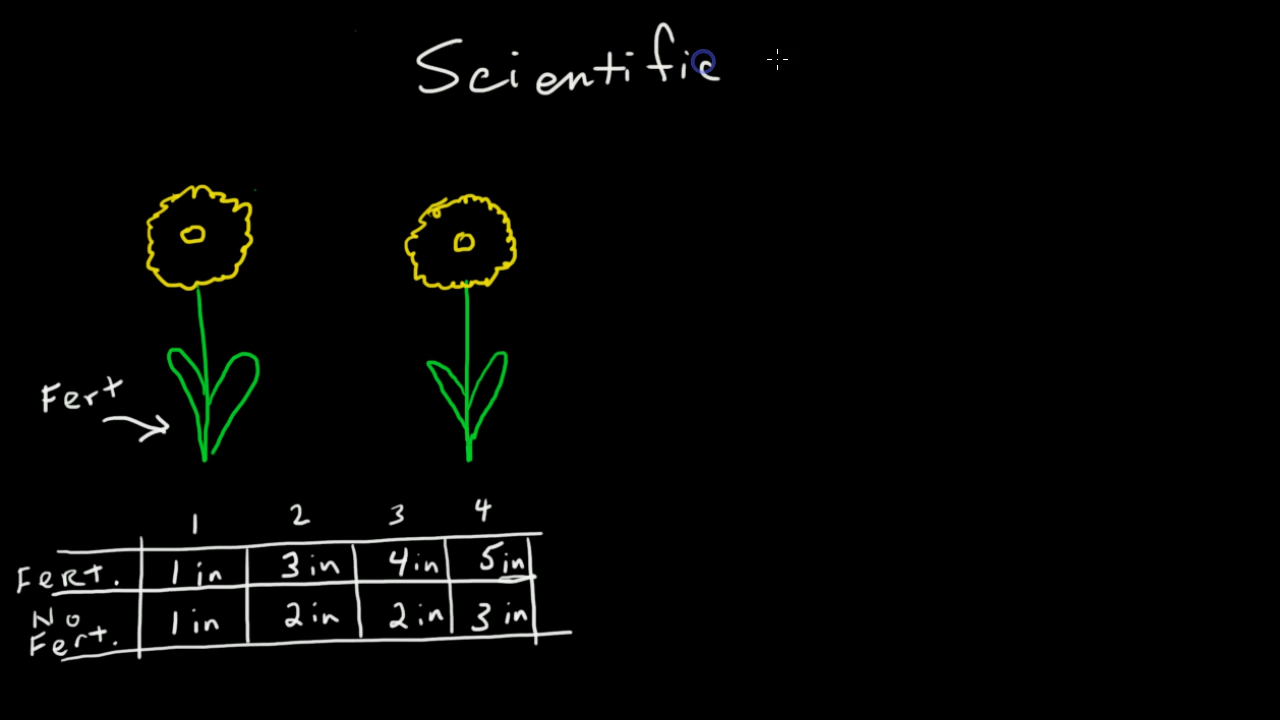 Scientific
Fert
1 2 3 4
Fert. 1 in 3 in 4 in 5 in
No Fert. 1 in 2 in 2 in 3 in